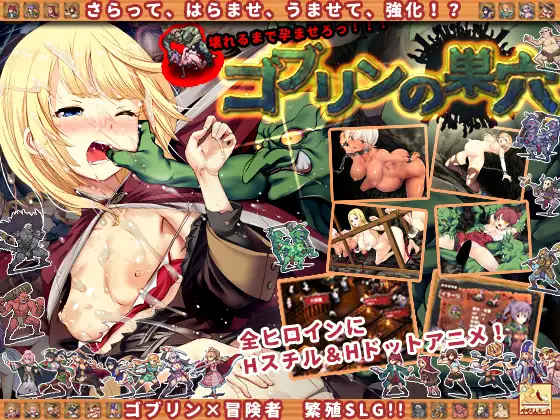 さらって、はらませ、うませて、強化！？
壊れるまで孕ませろっ！！！
ゴブリンの巣穴
全ヒロインに
Hスチル＆Hドットアニメ！
ゴブリン×冒険者　繁殖SLG!!